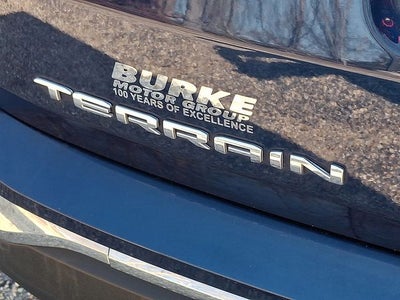 BURKE
MOTOR GROUP
100 YEARS OF EXCELLENCE
TERRAIN